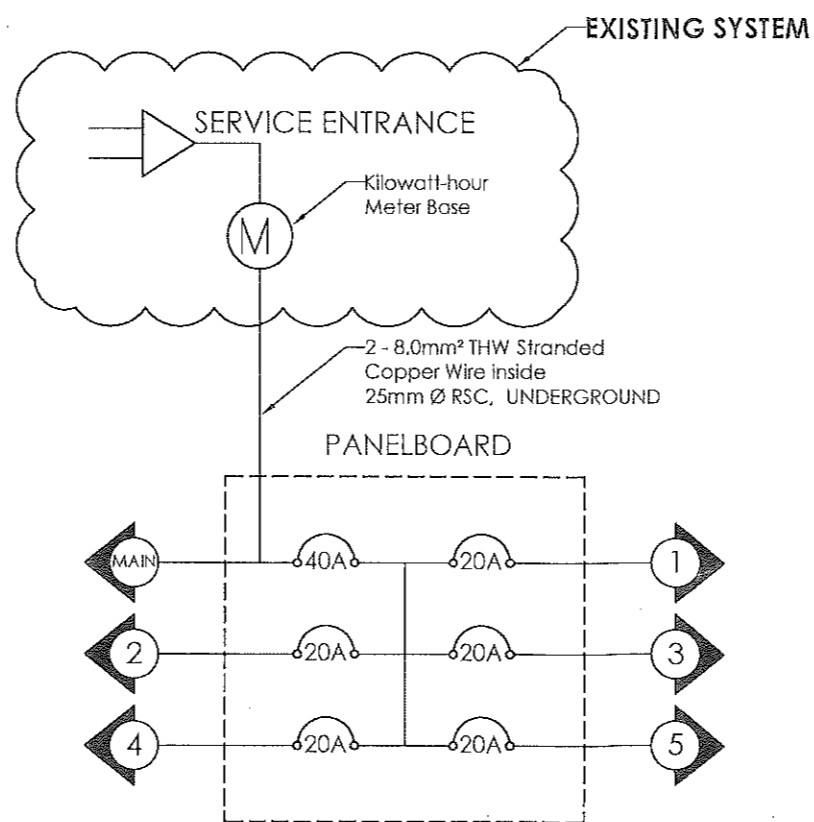 EXISTING SYSTEM
SERVICE ENTRANCE
Kilowatt-hour
Meter Base
M
2 - 8.0mm² THW Stranded
Copper Wire inside
25mm Ø RSC, UNDERGROUND
PANELBOARD
MAIN 40A 20A 1
2 20A 20A 3
4 20A 20A 5